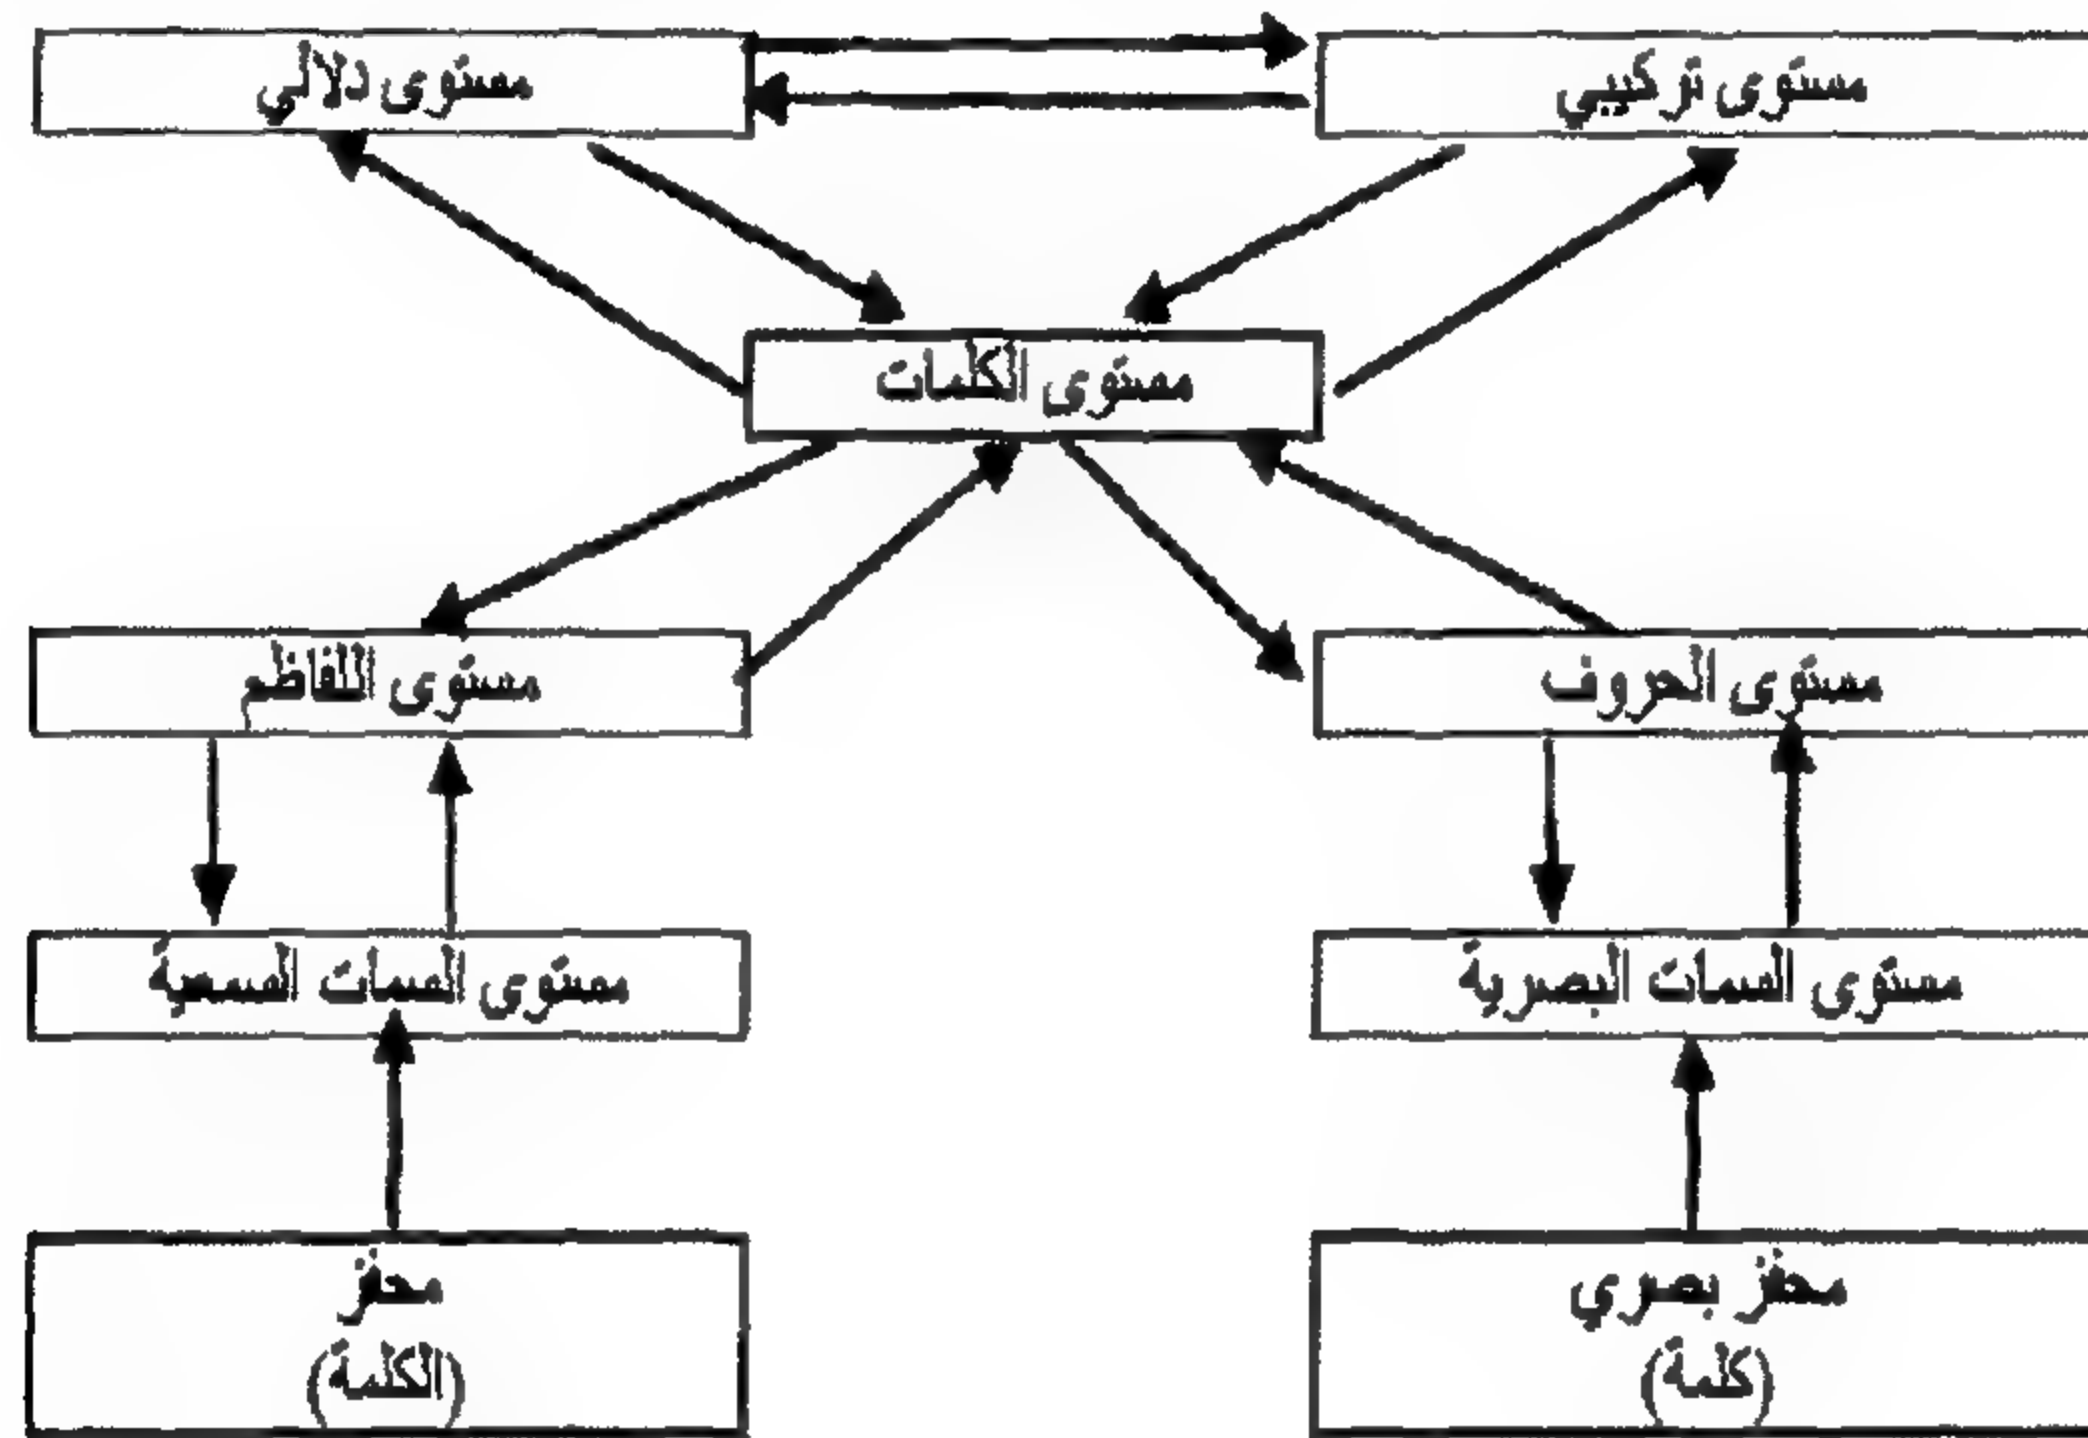 مستوى تركيبي
مستوى دلالي
مستوى الكلمات
مستوى الحروف
مستوى اللفاظم
مستوى السمات البصرية
مستوى السمات السمعية
محفز بصري
(كلمة)
محفز
(الكلمة)